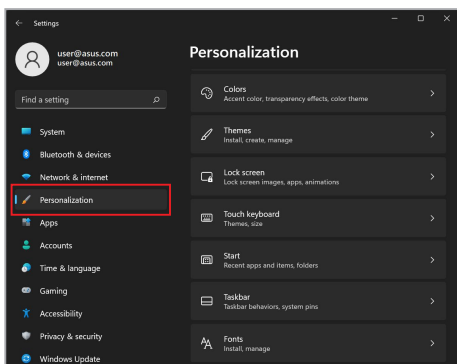 Settings
user@asus.com
user@asus.com
Find a setting
System
Bluetooth & devices
Network & internet
Personalization
Apps
Accounts
Time & language
Gaming
Accessibility
Privacy & security
Windows Update
Personalization
Colors
Accent color, transparency effects, color theme
Themes
Install, create, manage
Lock screen
Lock screen images, apps, animations
Touch keyboard
Themes, size
Start
Recent apps and items, folders
Taskbar
Taskbar behaviors, system pins
Fonts
Install, manage